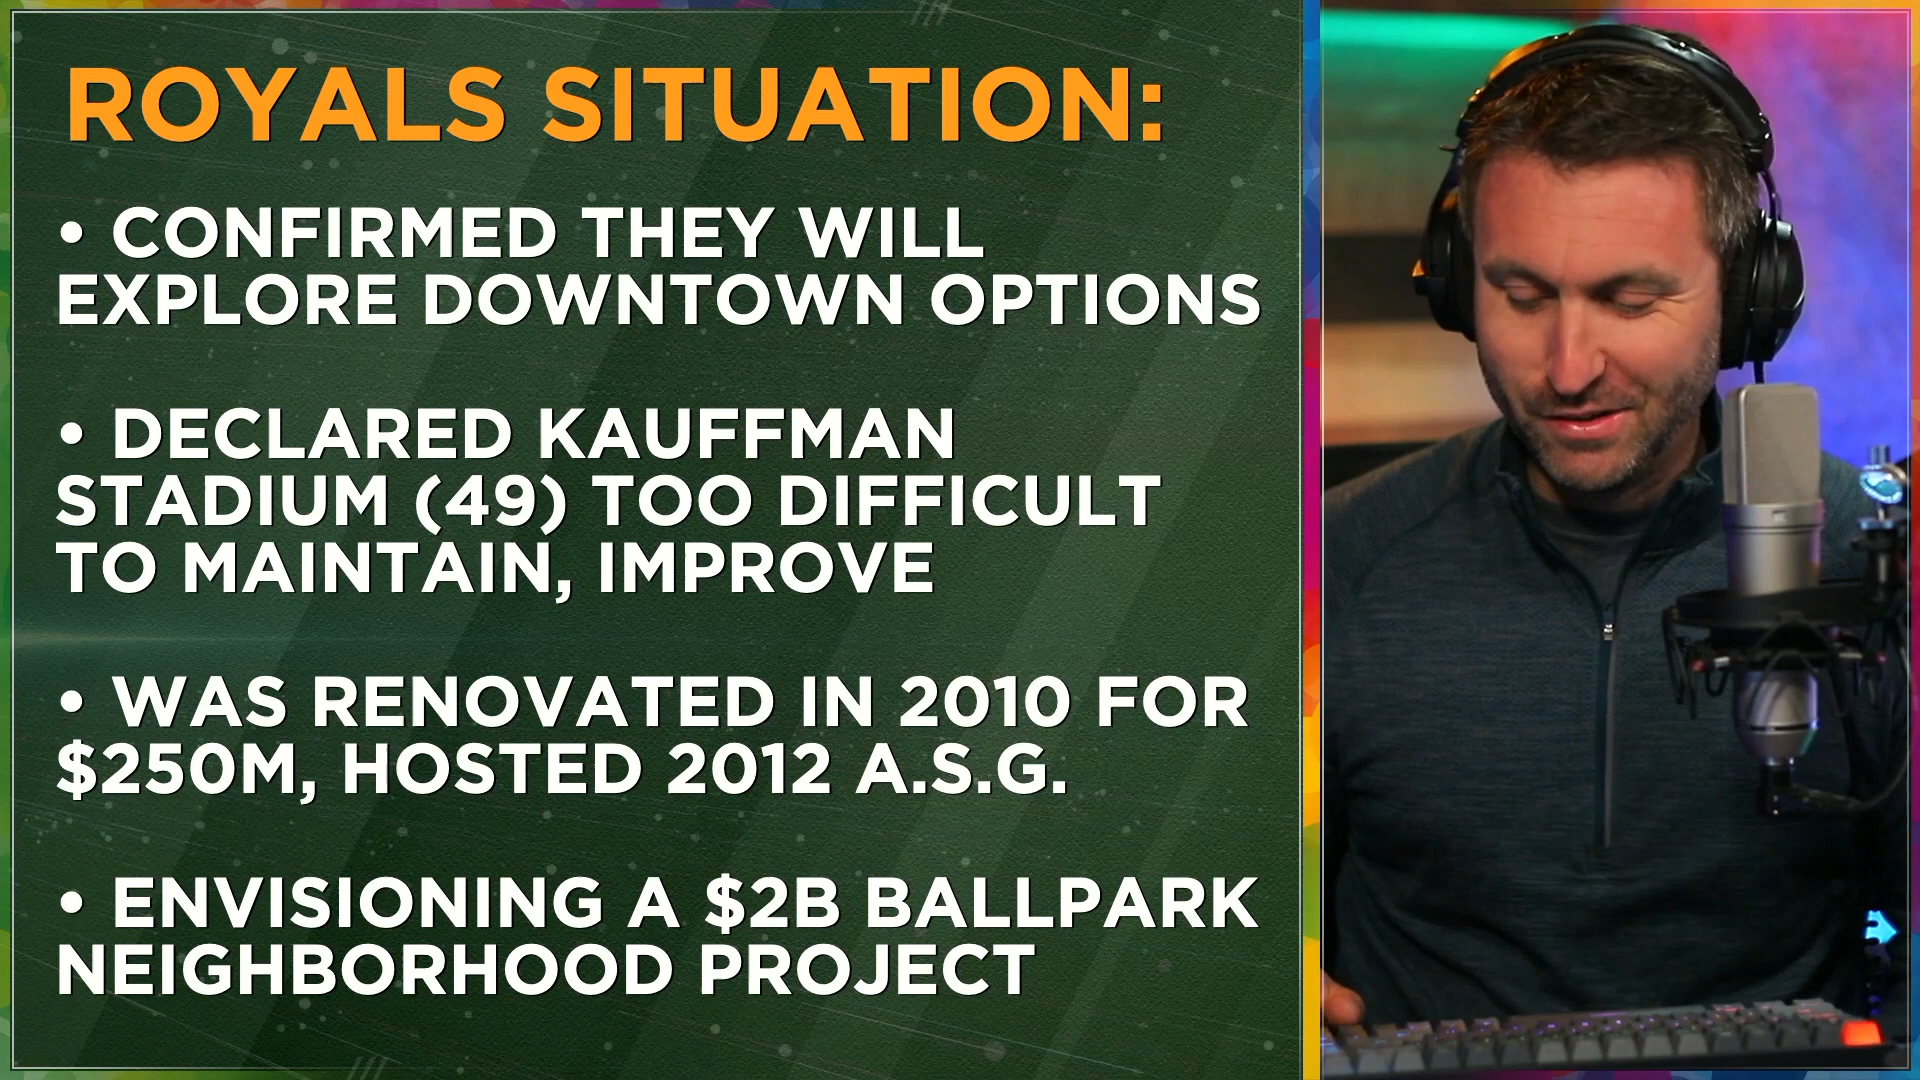 ROYALS SITUATION:
• CONFIRMED THEY WILL
EXPLORE DOWNTOWN OPTIONS
• DECLARED KAUFFMAN
STADIUM (49) TOO DIFFICULT
TO MAINTAIN, IMPROVE
• WAS RENOVATED IN 2010 FOR
$250M, HOSTED 2012 A.S.G.
• ENVISIONING A $2B BALLPARK
NEIGHBORHOOD PROJECT